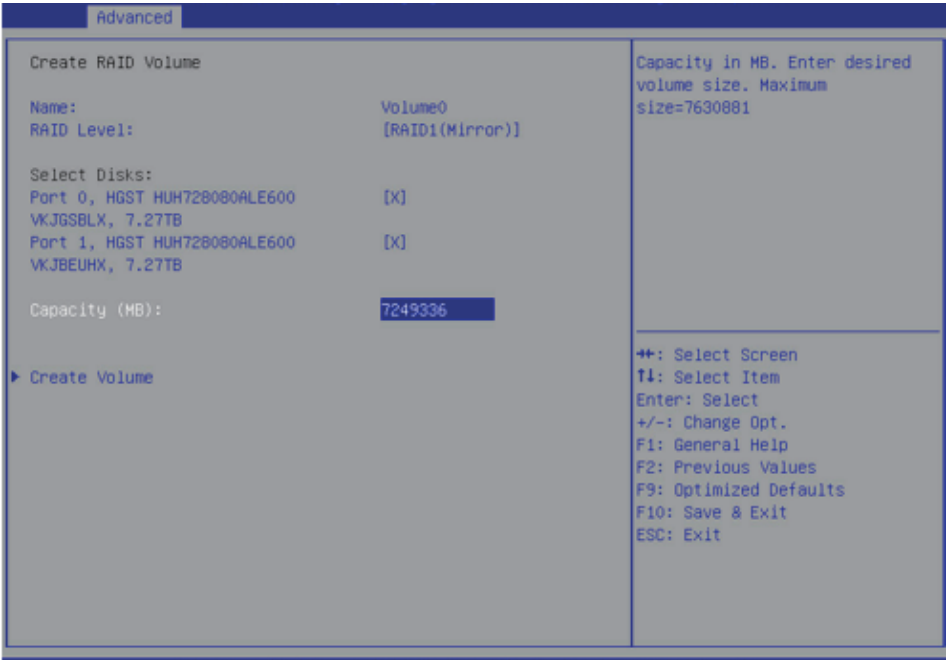 Advanced
Create RAID Volume
Name: Volume0
RAID Level: [RAID1(Mirror)]
Select Disks:
Port 0, HGST HUH728080ALE600 [X]
VKJGSBLX, 7.27TB
Port 1, HGST HUH728080ALE600 [X]
VKJBEUHX, 7.27TB
Capacity (MB): 7249336
Create Volume
Capacity in MB. Enter desired
volume size. Maximum
size=7630881
→←: Select Screen
↑↓: Select Item
Enter: Select
+/-: Change Opt.
F1: General Help
F2: Previous Values
F9: Optimized Defaults
F10: Save & Exit
ESC: Exit